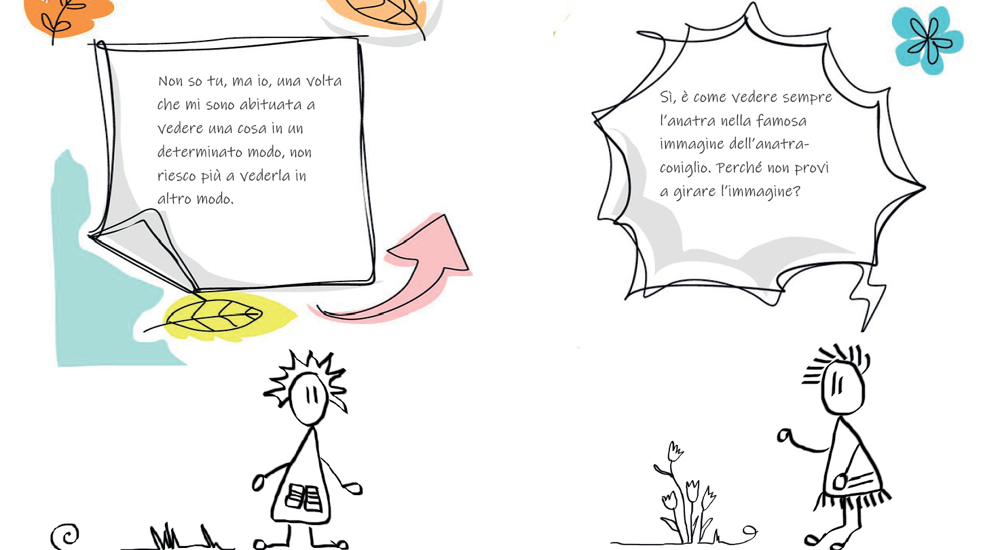 Non so tu, ma io, una volta
che mi sono abituata a
vedere una cosa in un
determinato modo, non
riesco più a vederla in
altro modo.
Sì, è come vedere sempre
l'anatra nella famosa
immagine dell'anatra-
coniglio. Perché non provi
a girare l'immagine?